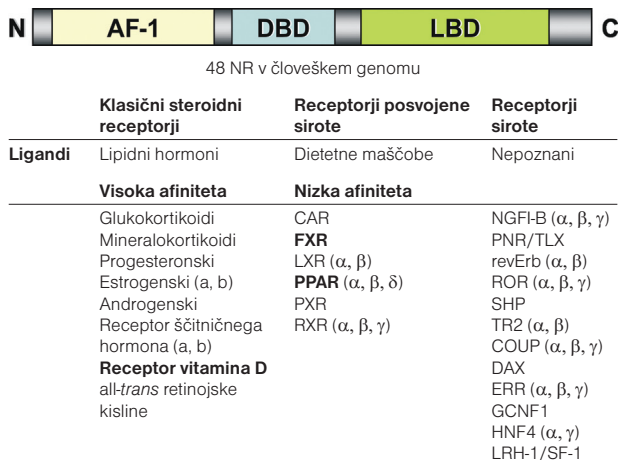 N AF-1 DBD LBD C
48 NR v človeškem genomu
Klasični steroidni receptorji Receptorji posvojene sirote Receptorji sirote
Ligandi Lipidni hormoni Dietetne maščobe Nepoznani
Visoka afiniteta Nizka afiniteta
Glukokortikoidi CAR NGFI-B (α, β, γ)
Mineralokortikoidi FXR PNR/TLX
Progesteronski LXR (α, β) revErb (α, β)
Estrogenski (a, b) PPAR (α, β, δ) ROR (α, β, γ)
Androgenski PXR SHP
Receptor ščitničnega RXR (α, β, γ) TR2 (α, β)
hormona (a, b) COUP (α, β, γ)
Receptor vitamina D DAX
all-trans retinojske ERR (α, β, γ)
kisline GCNF1
HNF4 (α, γ)
LRH-1/SF-1